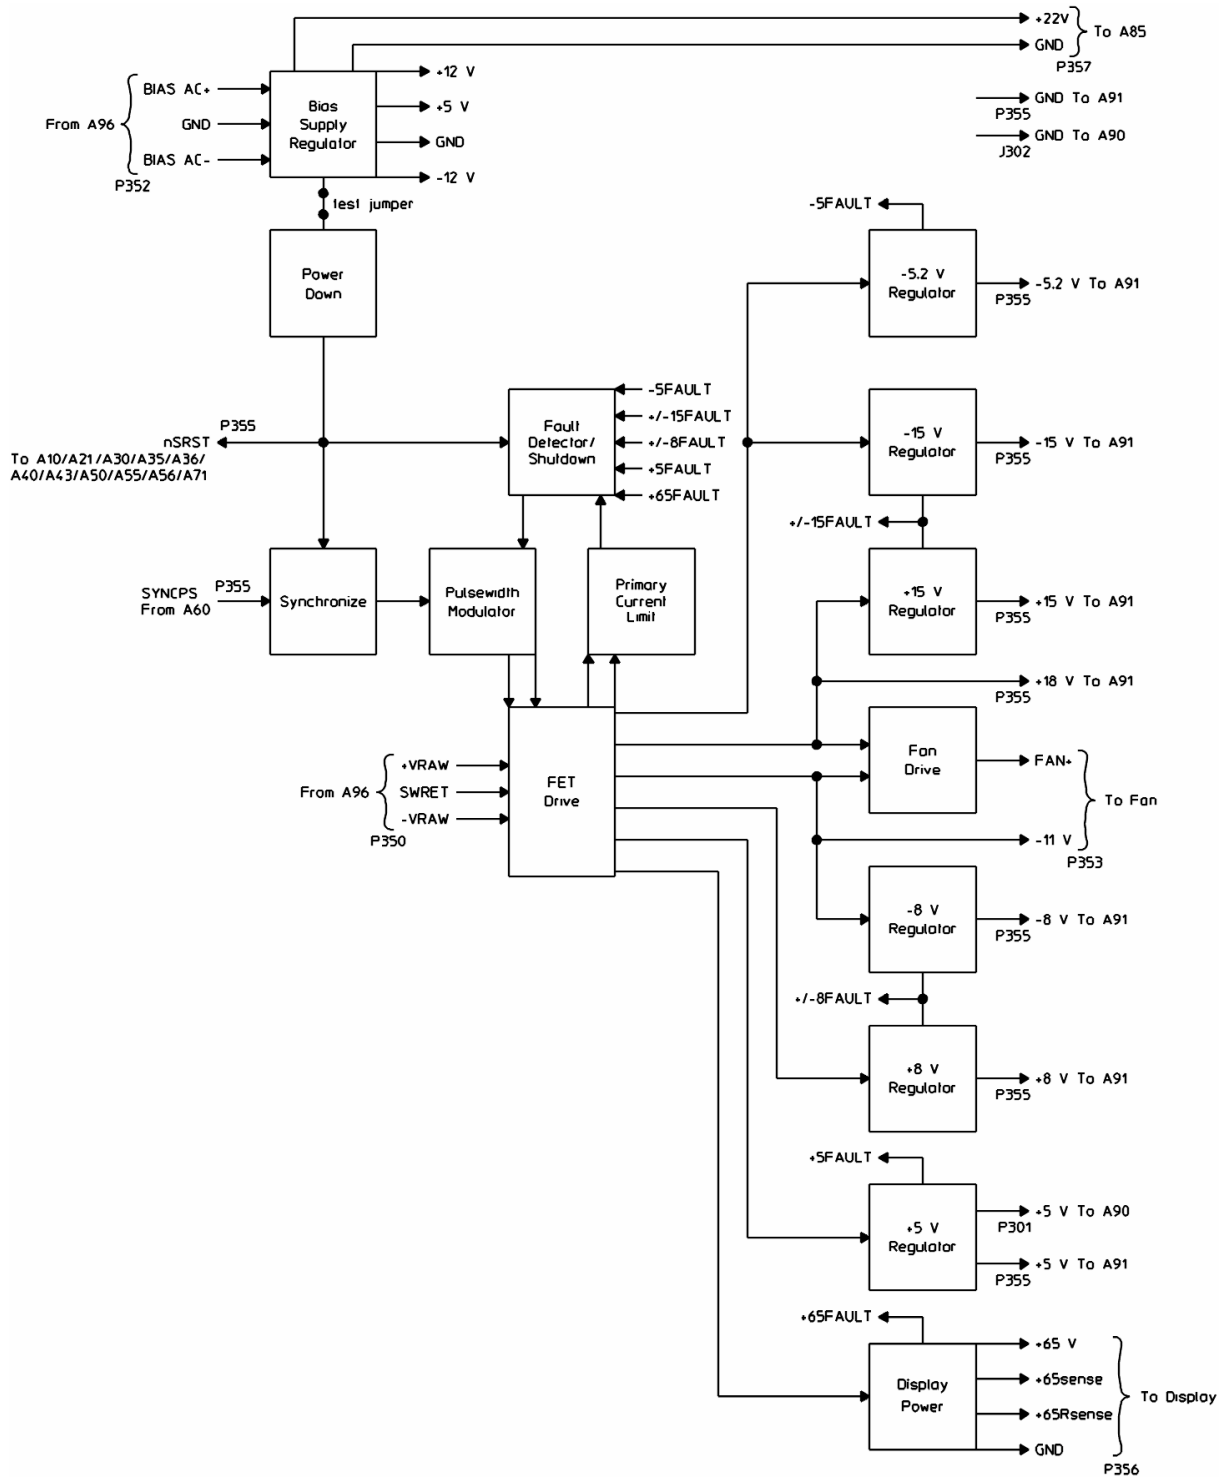 +22V
To A85
GND
P357
+12 V
BIAS AC+
Bias
Supply
Regulator
+5 V
GND To A91
P355
From A96
GND
GND
GND To A90
J302
BIAS AC-
P352
-12 V
test jumper
-5FAULT
Power
Down
-5.2 V
Regulator
-5.2 V To A91
P355
-5FAULT
+/-15FAULT
Fault
Detector/
Shutdown
+/-8FAULT
+5FAULT
+65FAULT
P355
nSRST
To A10/A21/A30/A35/A36/
A40/A43/A50/A55/A56/A71
-15 V
Regulator
-15 V To A91
P355
+/-15FAULT
SYNCPS
From A60
P355
Synchronize
Pulsewidth
Modulator
Primary
Current
Limit
+15 V
Regulator
+15 V To A91
P355
+18 V To A91
P355
From A96
+VRAW
SWRET
-VRAW
P350
FET
Drive
Fan
Drive
FAN+
To Fan
-11 V
P353
-8 V
Regulator
-8 V To A91
P355
+/-8FAULT
+8 V
Regulator
+8 V To A91
P355
+5FAULT
+5 V
Regulator
+5 V To A90
P301
+5 V To A91
P355
+65FAULT
Display
Power
+65 V
+65sense
+65Rsense
GND
To Display
P356